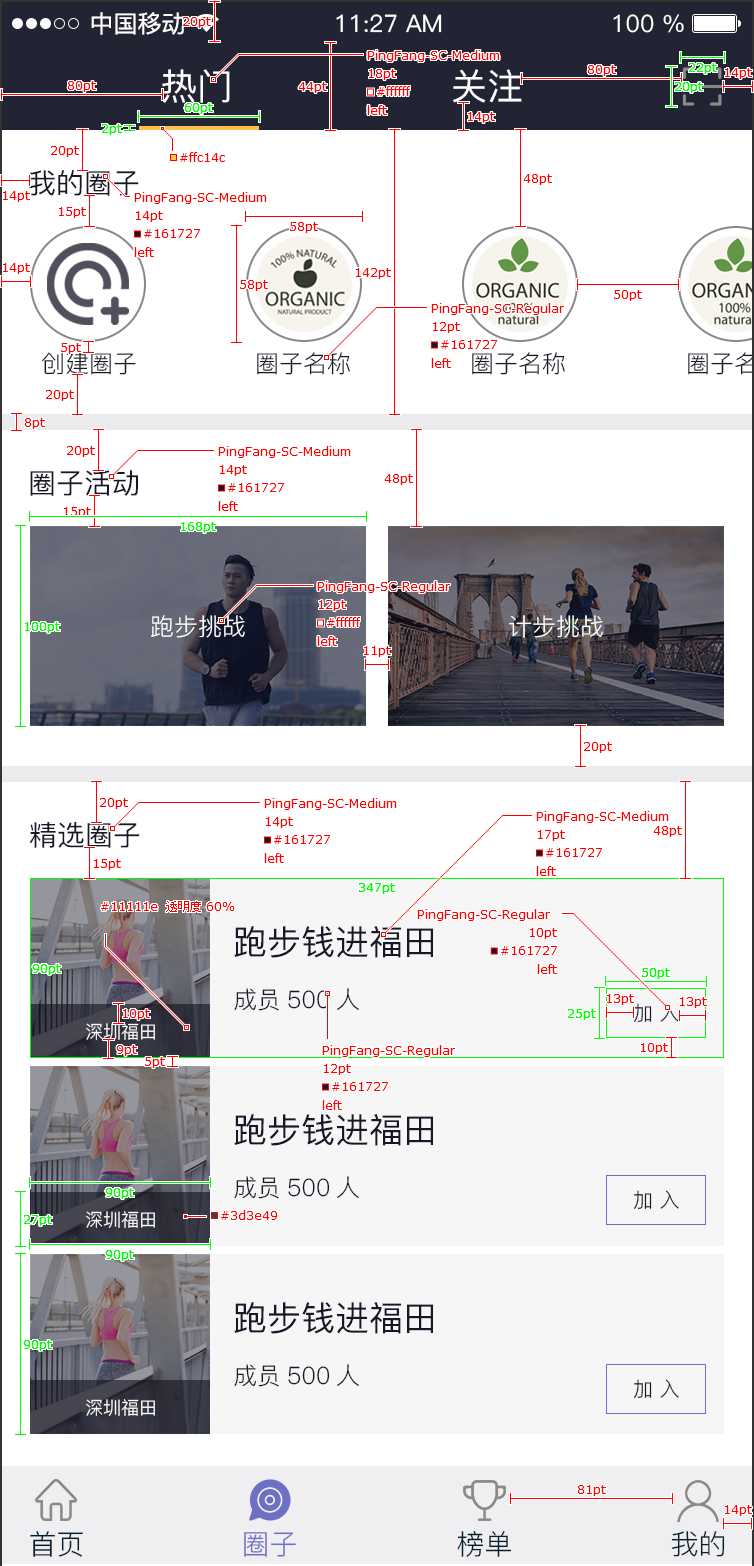 中国移动
20pt
11:27 AM
100 %
热门
关注
PingFang-SC-Medium
18pt
#ffffff
left
80pt
60pt
2pt
44pt
80pt
22pt
20pt
14pt
14pt
#ffc14c
20pt
我的圈子
14pt
15pt
PingFang-SC-Medium
14pt
#161727
left
48pt
14pt
58pt
58pt
142pt
50pt
100% NATURAL
ORGANIC
NATURAL PRODUCT
ORGANIC
100%
natural
ORGAN
100%
natura
PingFang-SC-Regular
12pt
#161727
left
5pt
创建圈子
圈子名称
圈子名称
圈子名
20pt
8pt
20pt
圈子活动
PingFang-SC-Medium
14pt
#161727
left
48pt
15pt
168pt
100pt
跑步挑战
PingFang-SC-Regular
12pt
#ffffff
left
11pt
计步挑战
20pt
20pt
精选圈子
PingFang-SC-Medium
14pt
#161727
left
15pt
PingFang-SC-Medium
17pt
#161727
left
48pt
347pt
#11111e 透明度 60%
90pt
跑步钱进福田
PingFang-SC-Regular
10pt
#161727
left
成员 500 人
50pt
13pt
13pt
25pt
加 入
10pt
10pt
深圳福田
9pt
5pt
PingFang-SC-Regular
12pt
#161727
left
跑步钱进福田
成员 500 人
加 入
90pt
27pt
深圳福田
#3d3e49
90pt
90pt
跑步钱进福田
成员 500 人
加 入
深圳福田
81pt
14pt
首页
圈子
榜单
我的